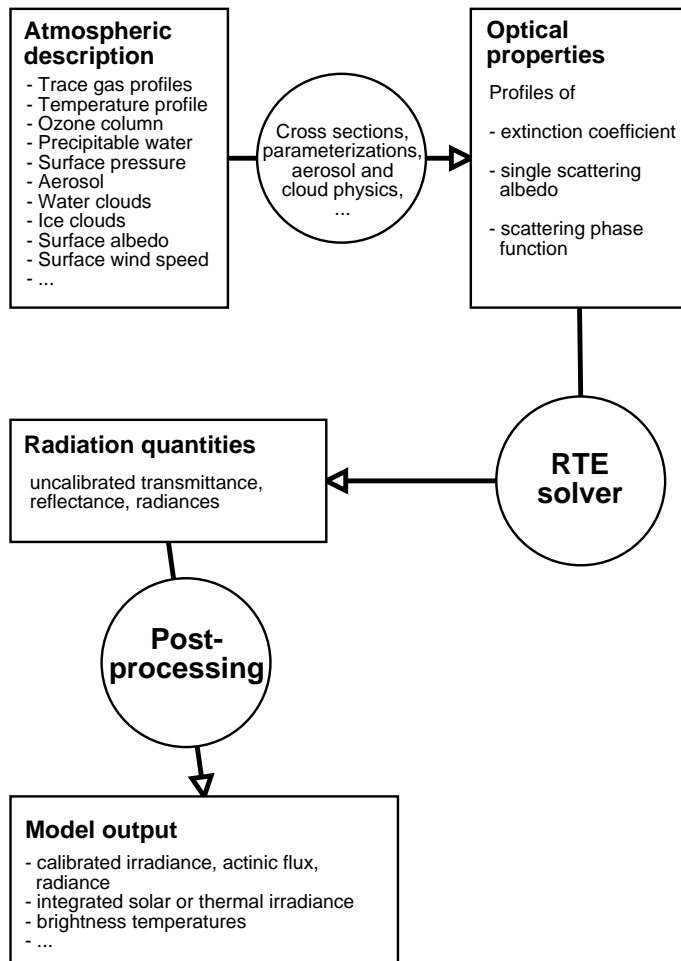 Atmospheric
description
- Trace gas profiles
- Temperature profile
- Ozone column
- Precipitable water
- Surface pressure
- Aerosol
- Water clouds
- Ice clouds
- Surface albedo
- Surface wind speed
- ...
Cross sections,
parameterizations,
aerosol and
cloud physics,
...
Optical
properties
Profiles of
- extinction coefficient
- single scattering
albedo
- scattering phase
function
RTE
solver
Radiation quantities
uncalibrated transmittance,
reflectance, radiances
Post-
processing
Model output
- calibrated irradiance, actinic flux,
radiance
- integrated solar or thermal irradiance
- brightness temperatures
- ...